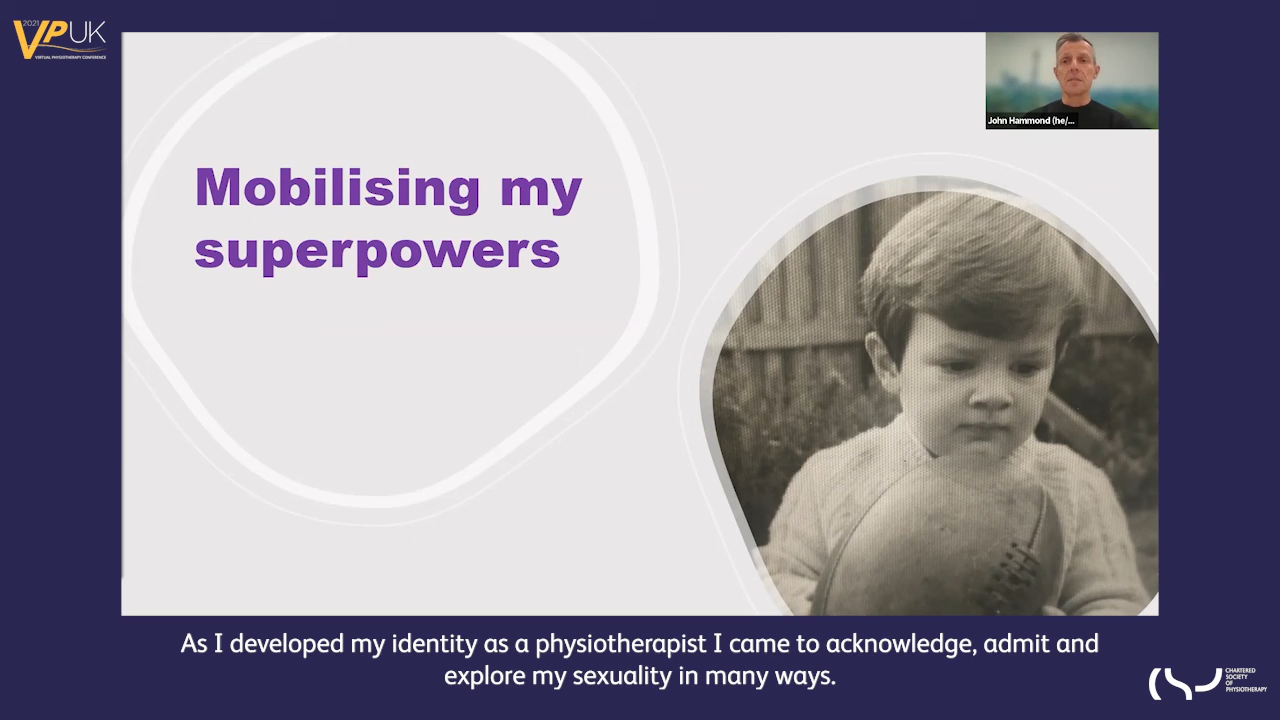 2021
VPUK
VIRTUAL PHYSIOTHERAPY CONFERENCE
John Hammond (he/...
Mobilising my
superpowers
As I developed my identity as a physiotherapist I came to acknowledge, admit and
explore my sexuality in many ways.
CHARTERED
SOCIETY
OF
PHYSIOTHERAPY